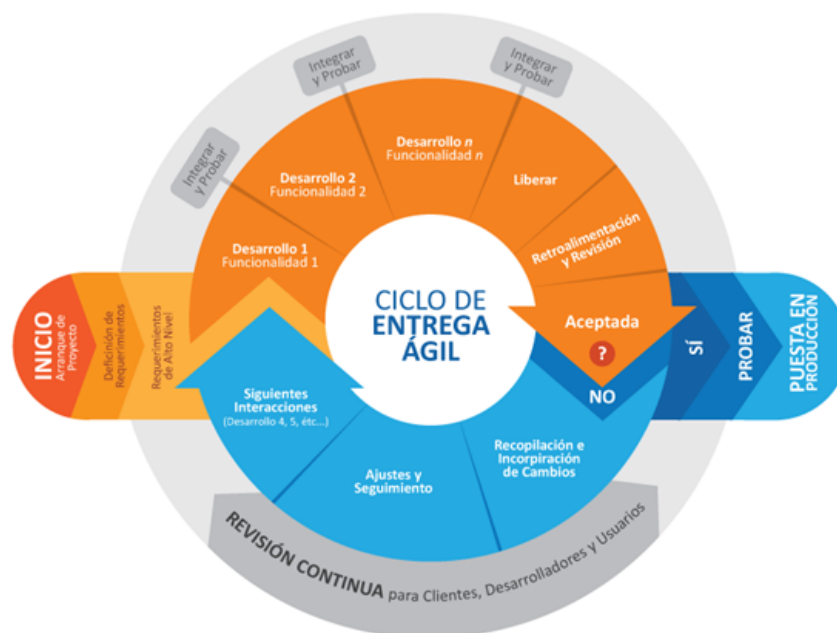 INICIO
Arranque de
Proyecto
Definición de
Requerimientos
Requerimientos
de Alto Nivel
Desarrollo 1
Funcionalidad 1
Integrar
y Probar
Desarrollo 2
Funcionalidad 2
Integrar
y Probar
Desarrollo n
Funcionalidad n
Integrar
y Probar
Liberar
Retroalimentación
y Revisión
Aceptada
?
NO
SÍ
PROBAR
PUESTA EN
PRODUCCIÓN
CICLO DE
ENTREGA
ÁGIL
Recopilación e
Incorpiración
de Cambios
Ajustes y
Seguimiento
Siguientes
Interacciones
(Desarrollo 4, 5, étc...)
REVISIÓN CONTINUA para Clientes, Desarrolladores y Usuarios